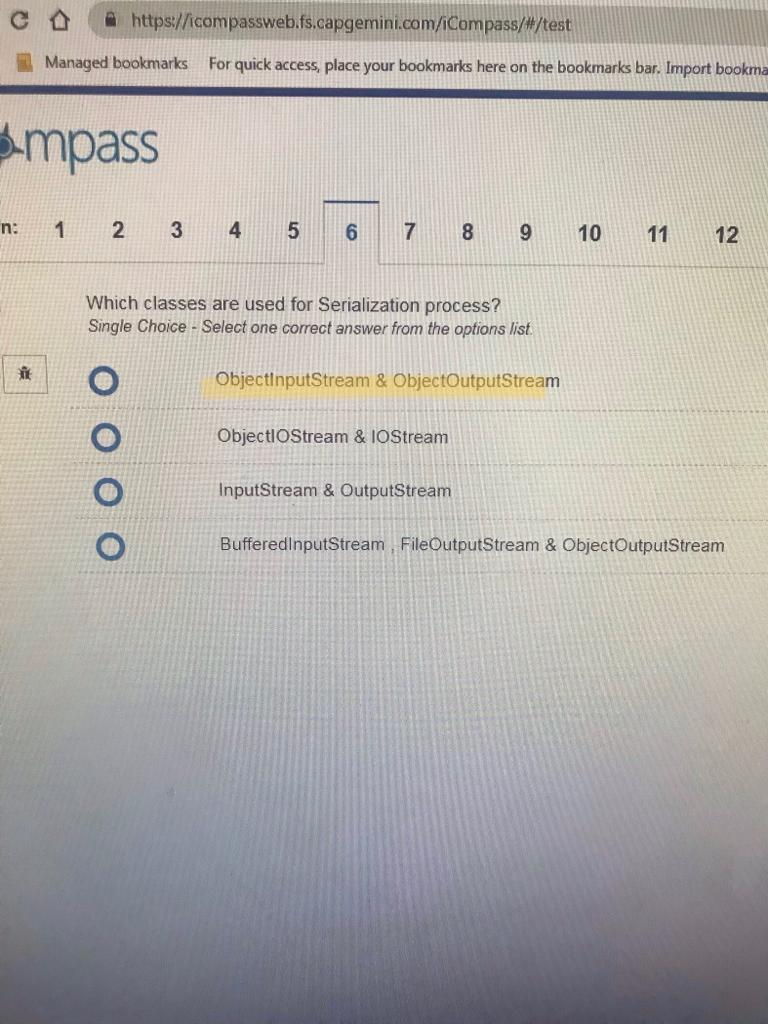 https://icompassweb.fs.capgemini.com/iCompass/#/test
Managed bookmarks For quick access, place your bookmarks here on the bookmarks bar. Import bookma
mpass
n: 1 2 3 4 5 6 7 8 9 10 11 12
Which classes are used for Serialization process?
Single Choice - Select one correct answer from the options list.
ObjectInputStream & ObjectOutputStream
ObjectIOStream & IOStream
InputStream & OutputStream
BufferedInputStream , FileOutputStream & ObjectOutputStream